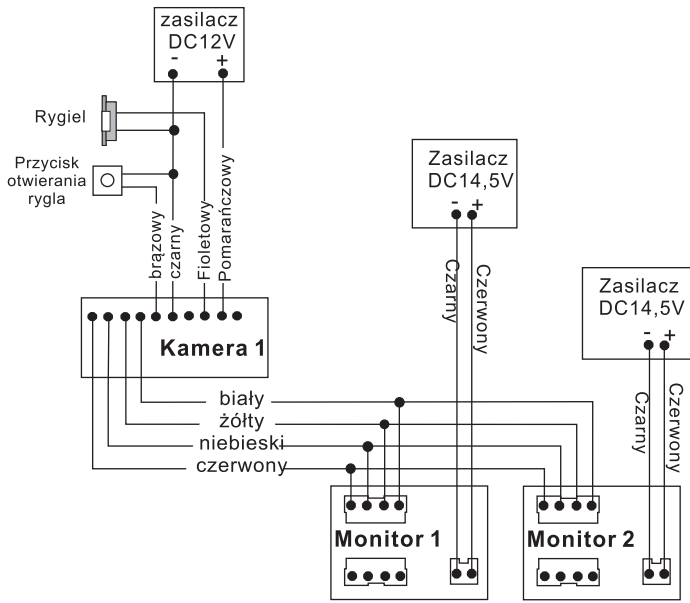 zasilacz
DC12V
- +
Rygiel
Przycisk
otwierania
rygla
brązowy
czarny
Fioletowy
Pomarańczowy
Kamera 1
Zasilacz
DC14,5V
- +
Czarny
Czerwony
Zasilacz
DC14,5V
- +
Czarny
Czerwony
biały
żółty
niebieski
czerwony
Monitor 1
Monitor 2